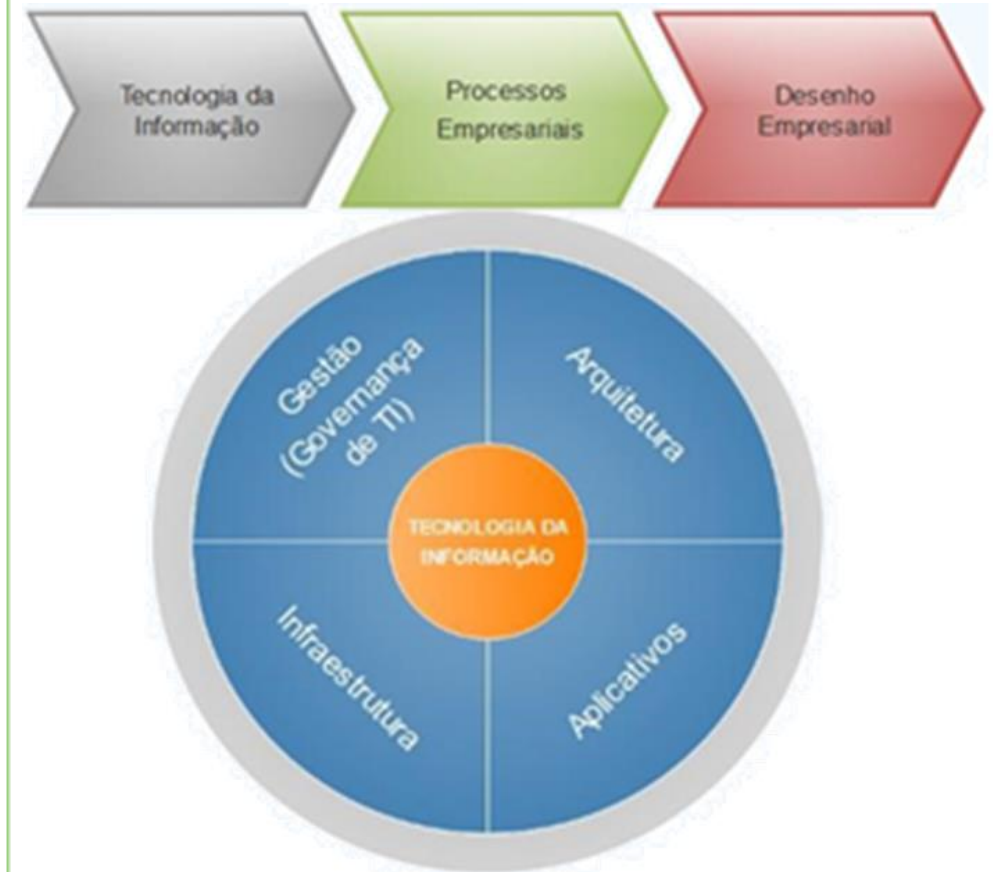 Tecnologia da
Informação
Processos
Empresariais
Desenho
Empresarial
Gestão
(Governança
de TI)
Arquitetura
TECNOLOGIA DA
INFORMAÇÃO
Infraestrutura
Aplicativos